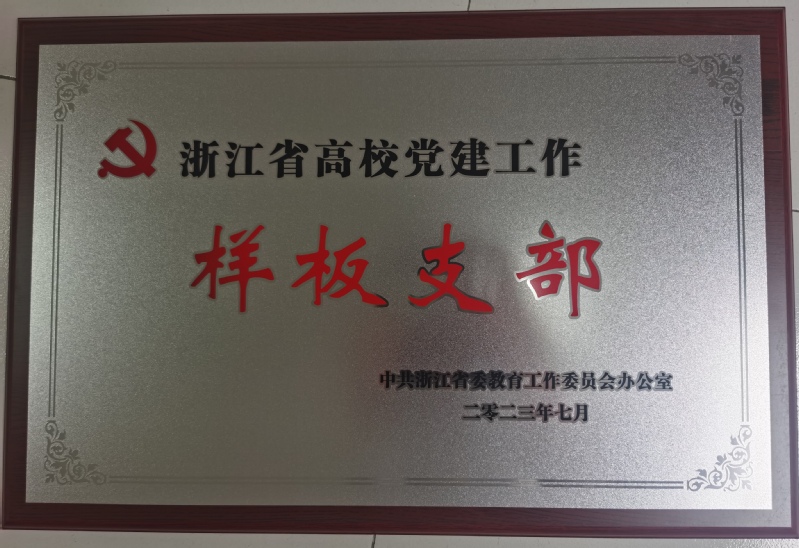 浙江省高校党建工作
样板支部
中共浙江省委教育工作委员会办公室
二零二三年七月